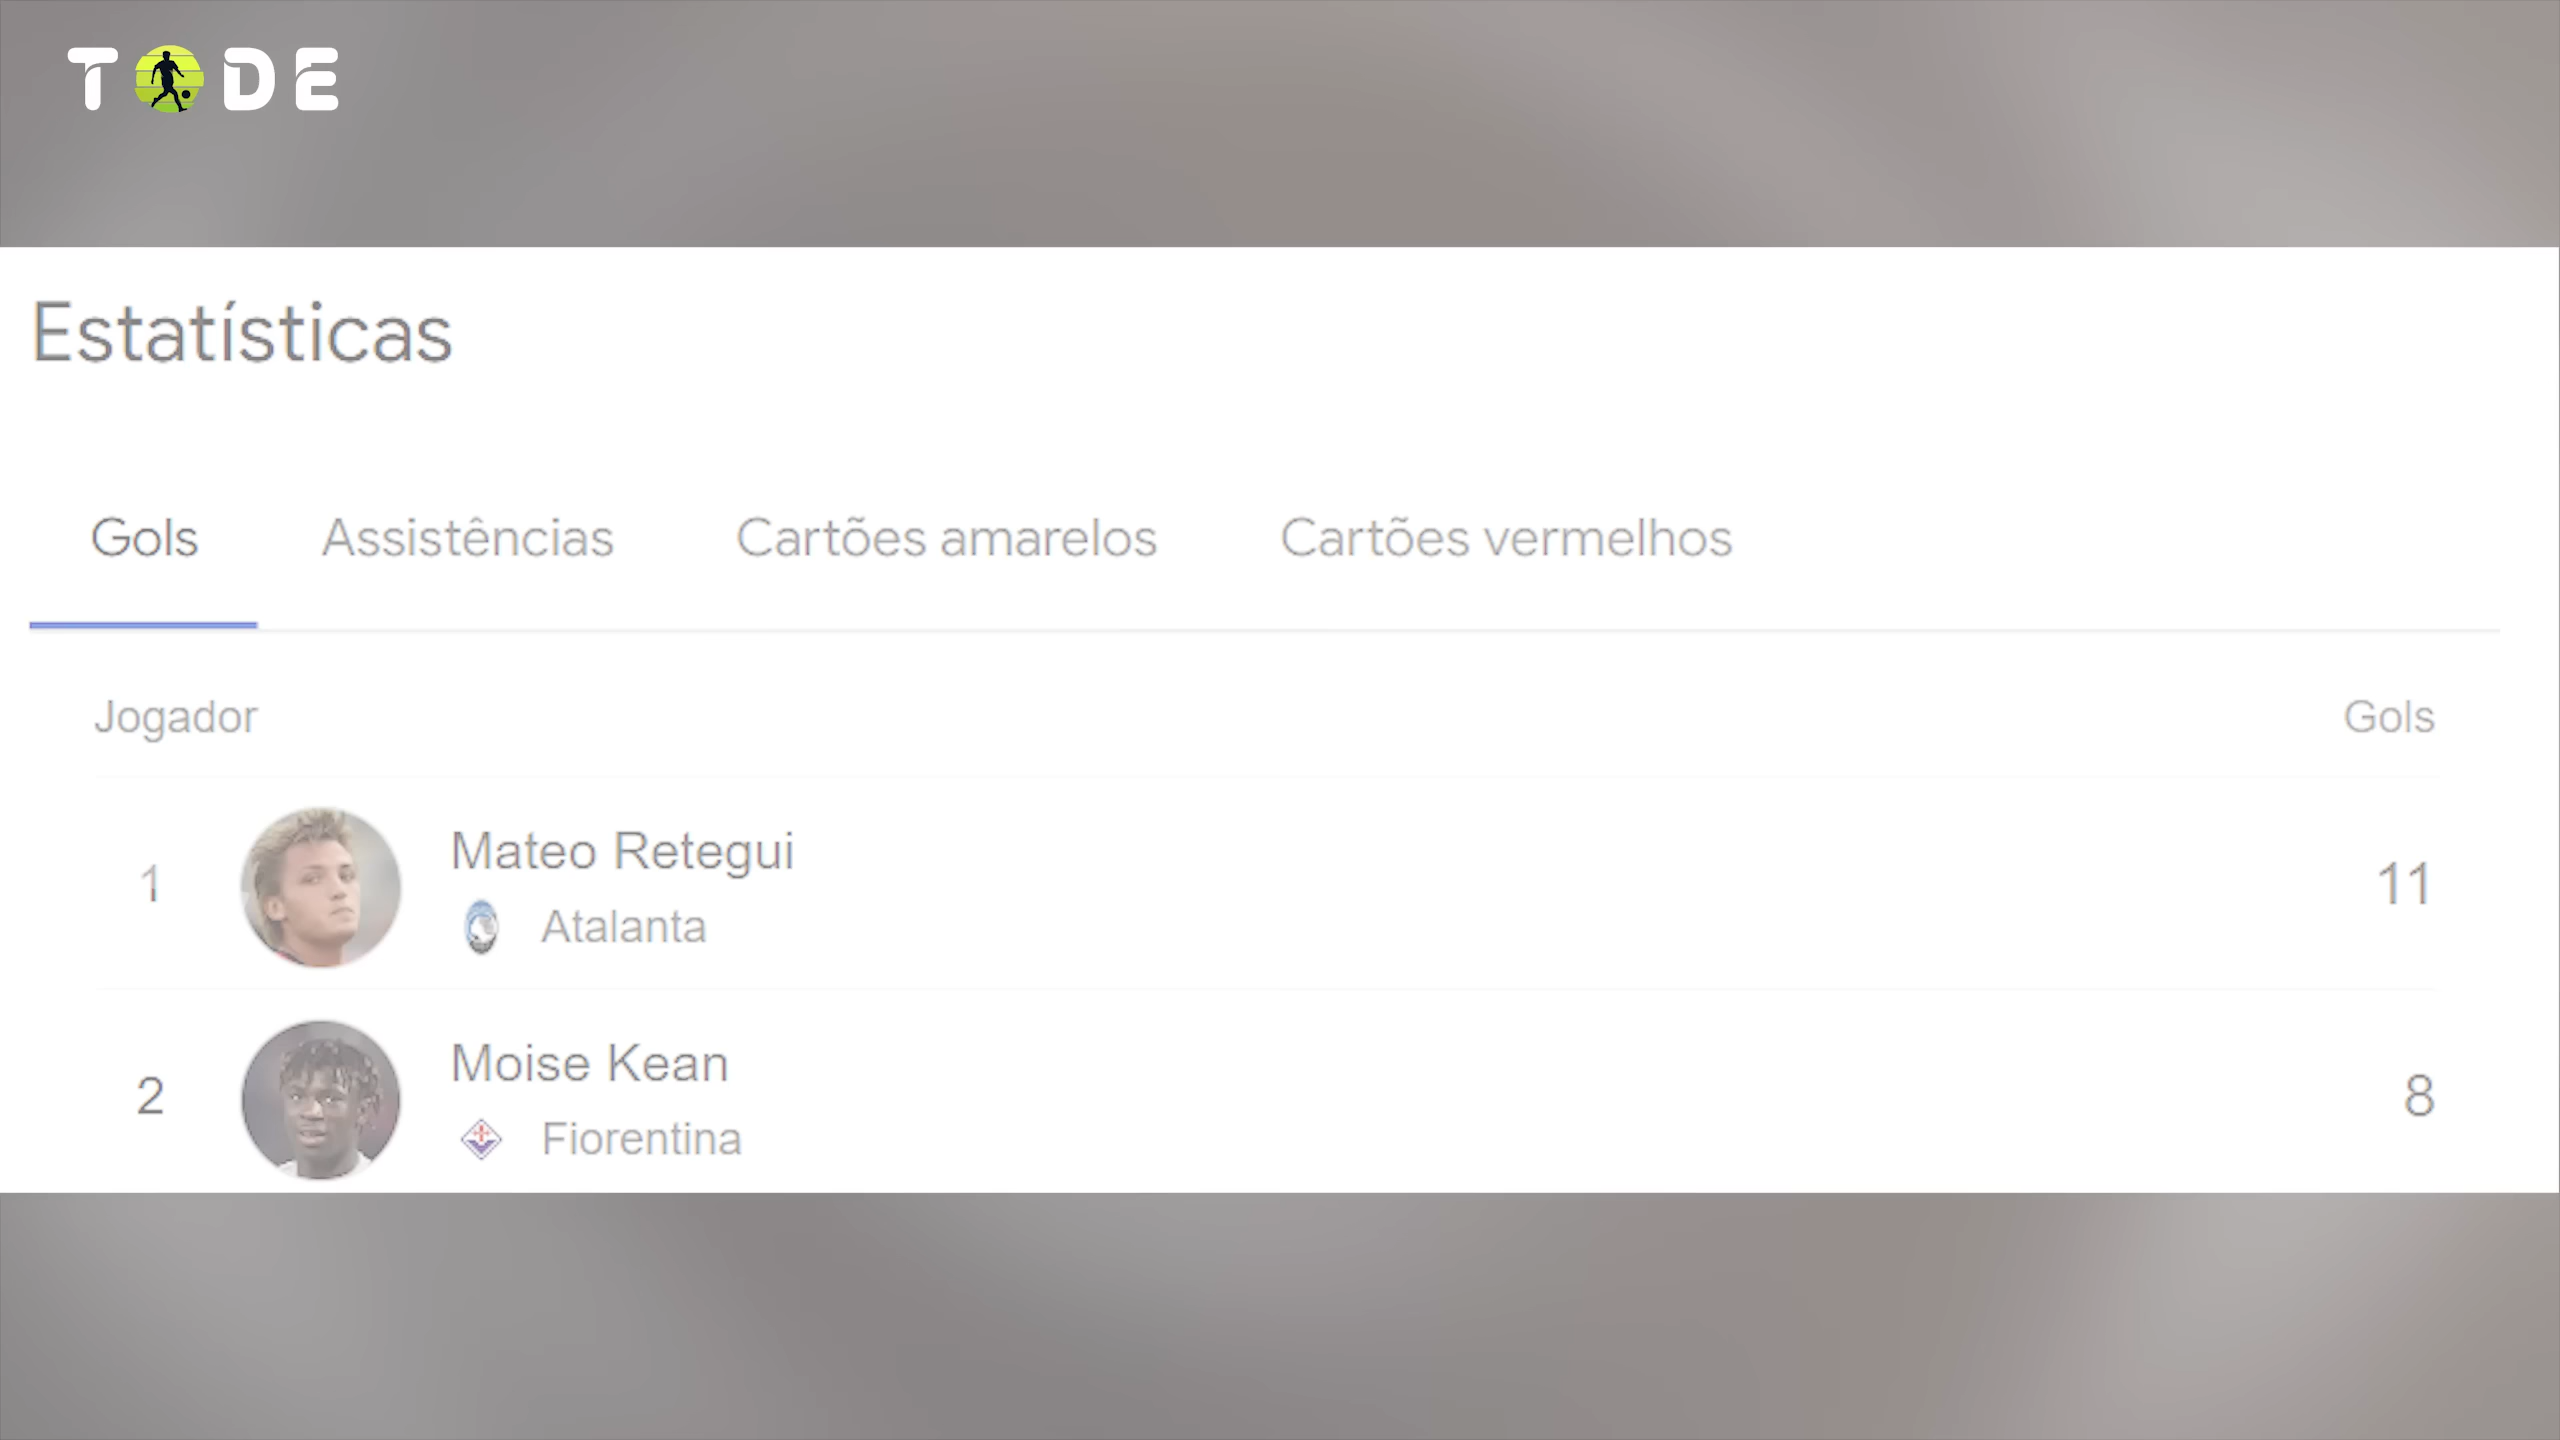 TODE
Estatísticas
Gols Assistências Cartões amarelos Cartões vermelhos
Jogador Gols
1 Mateo Retegui 11
Atalanta
2 Moise Kean 8
Fiorentina